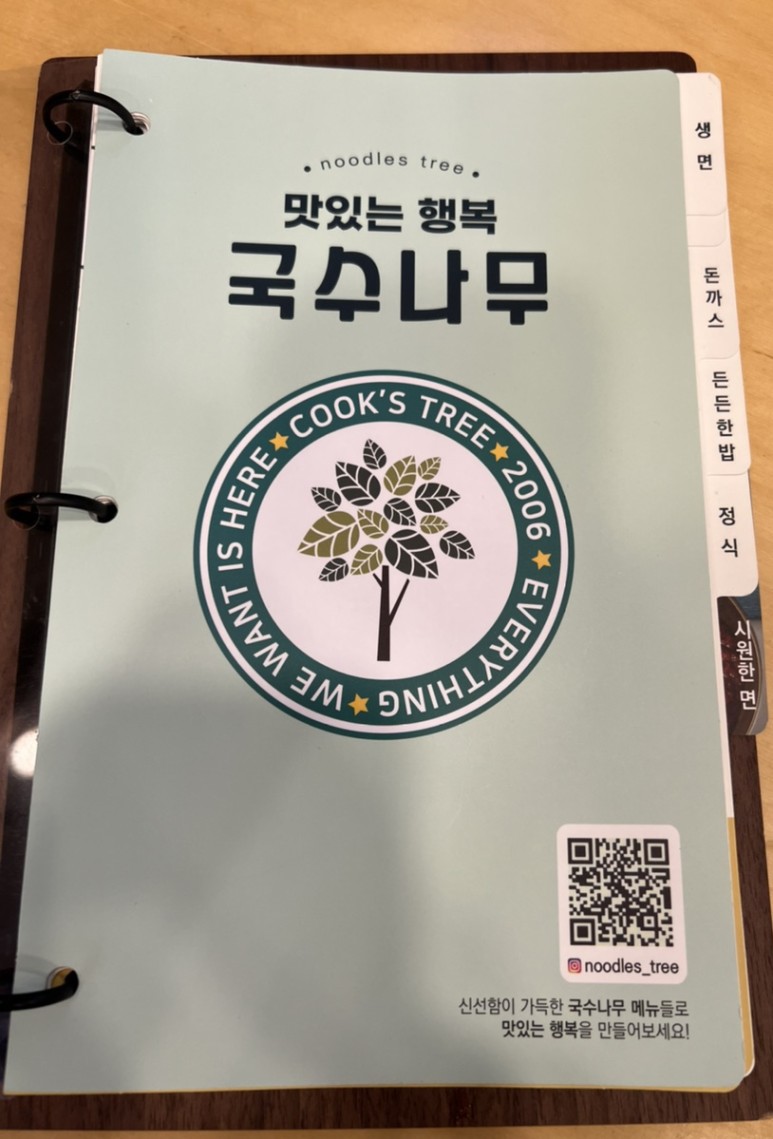 • noodles tree •
맛있는 행복
국수나무
COOK'S TREE ★ 2006 ★ EVERYTHING ★ WE WANT IS HERE ★
noodles_tree
신선함이 가득한 국수나무 메뉴들로
맛있는 행복을 만들어보세요!
생면
돈까스
든든한밥
정식
시원한 면